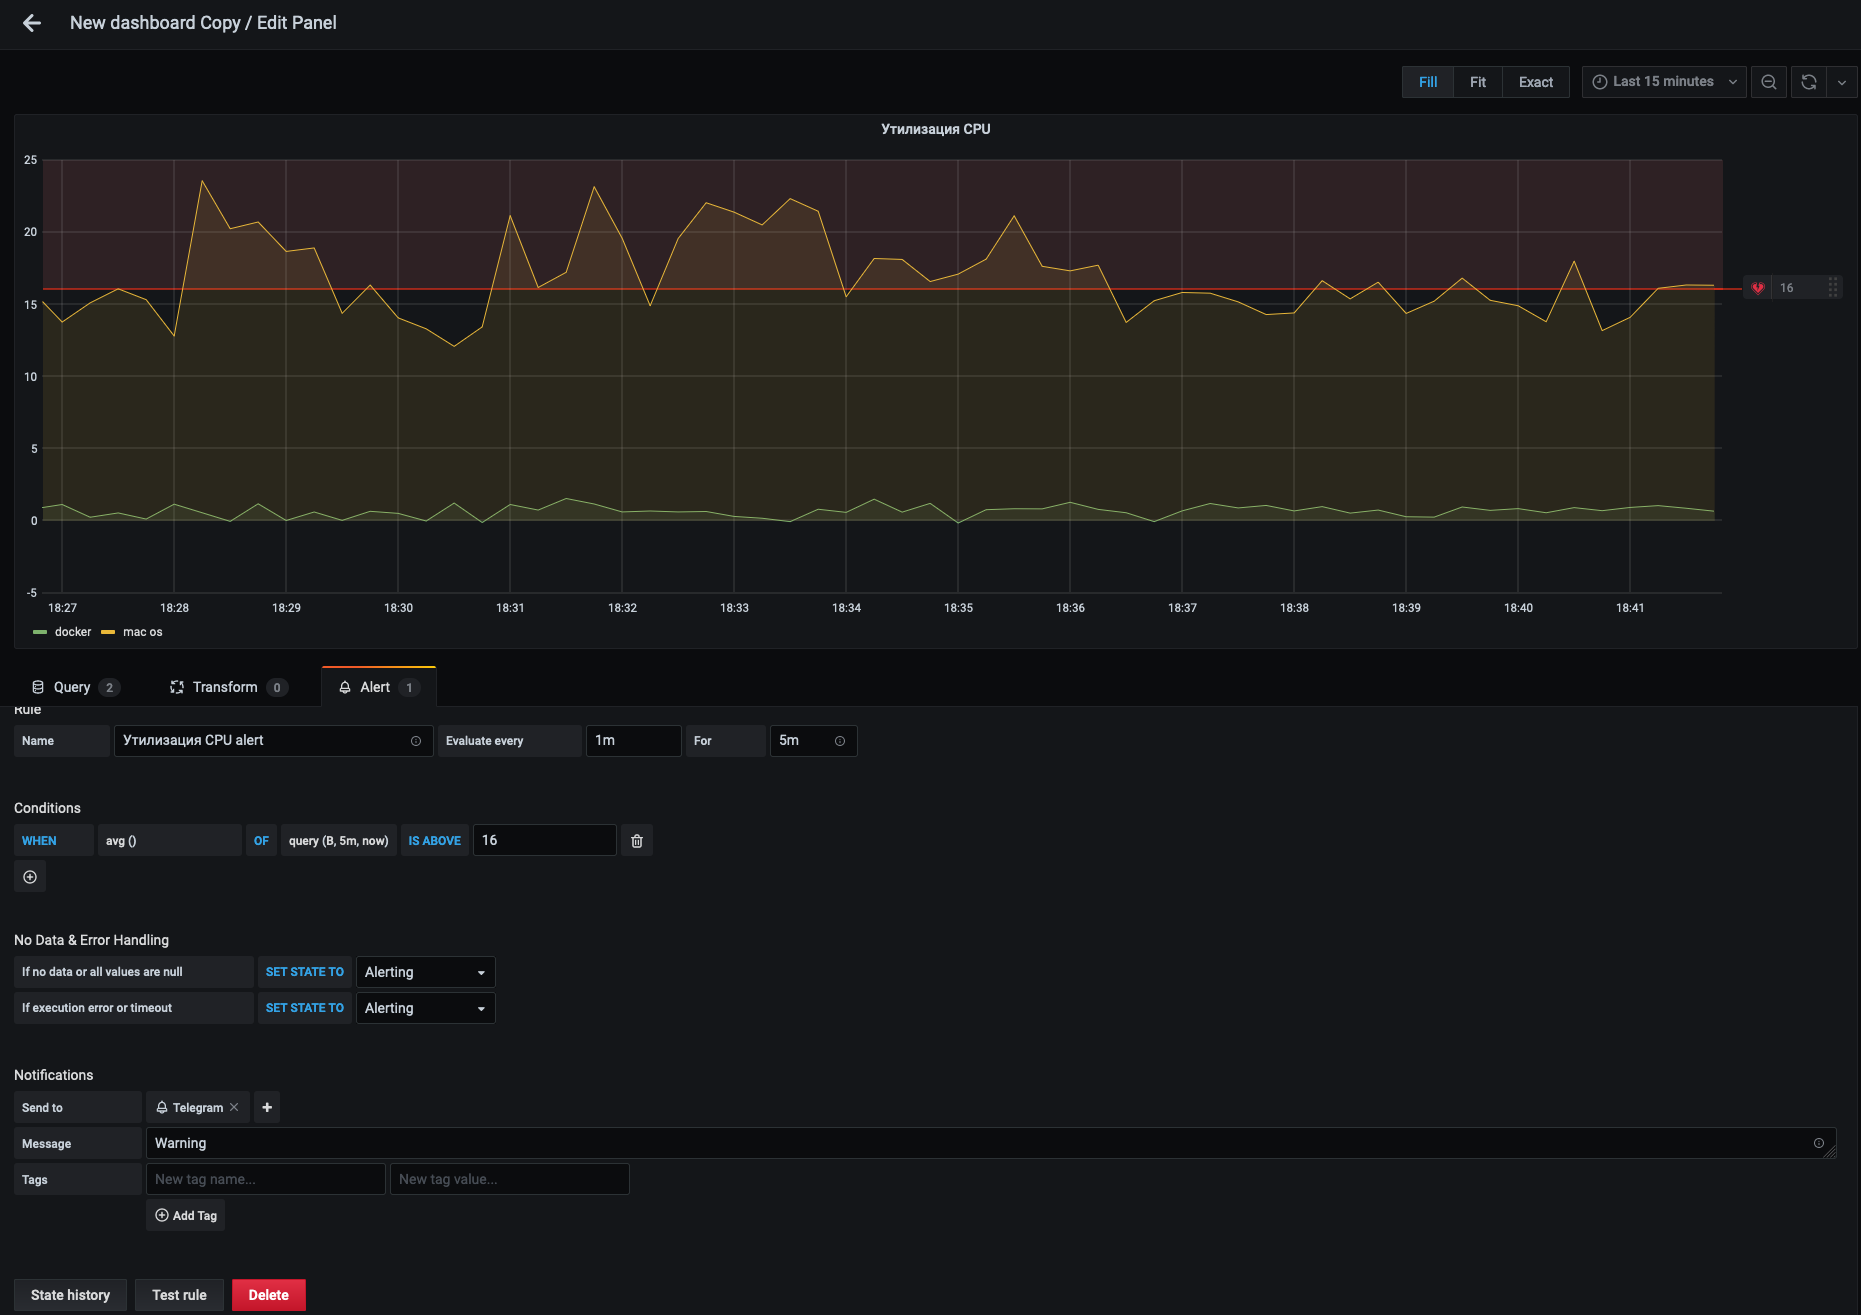 New dashboard Copy / Edit Panel
Fill Fit Exact Last 15 minutes
Утилизация CPU
25
20
15
10
5
0
-5
16
18:27 18:28 18:29 18:30 18:31 18:32 18:33 18:34 18:35 18:36 18:37 18:38 18:39 18:40 18:41
docker mac os
Query 2 Transform 0 Alert 1
Rule
Name Утилизация CPU alert Evaluate every 1m For 5m
Conditions
WHEN avg () OF query (B, 5m, now) IS ABOVE 16
No Data & Error Handling
If no data or all values are null SET STATE TO Alerting
If execution error or timeout SET STATE TO Alerting
Notifications
Send to Telegram
Message Warning
Tags New tag name... New tag value...
Add Tag
State history Test rule Delete